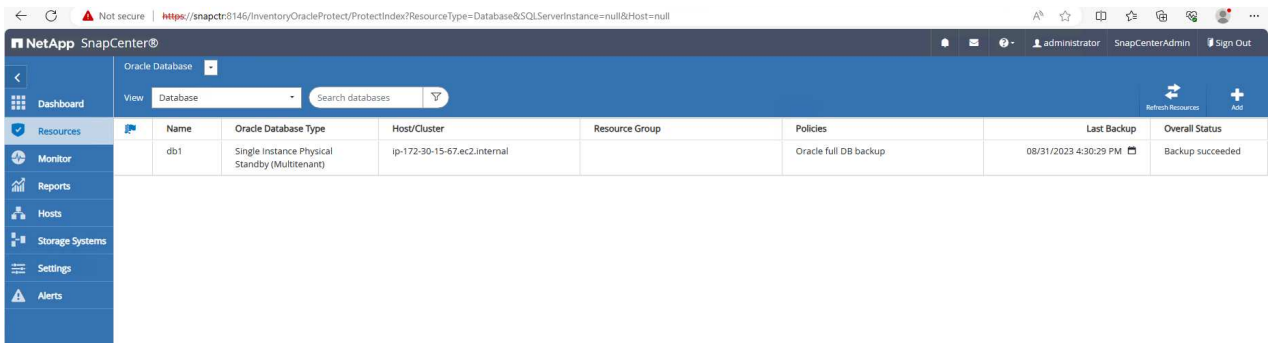 Not secure | https://snapctr:8146/InventoryOracleProtect/ProtectIndex?ResourceType=Database&SQLServerInstance=null&Host=null
NetApp SnapCenter®
administrator SnapCenterAdmin Sign Out
Oracle Database
Dashboard
Resources
Monitor
Reports
Hosts
Storage Systems
Settings
Alerts
View Database Search databases
Refresh Resources Add
Name Oracle Database Type Host/Cluster Resource Group Policies Last Backup Overall Status
db1 Single Instance Physical ip-172-30-15-67.ec2.internal Oracle full DB backup 08/31/2023 4:30:29 PM Backup succeeded
Standby (Multitenant)